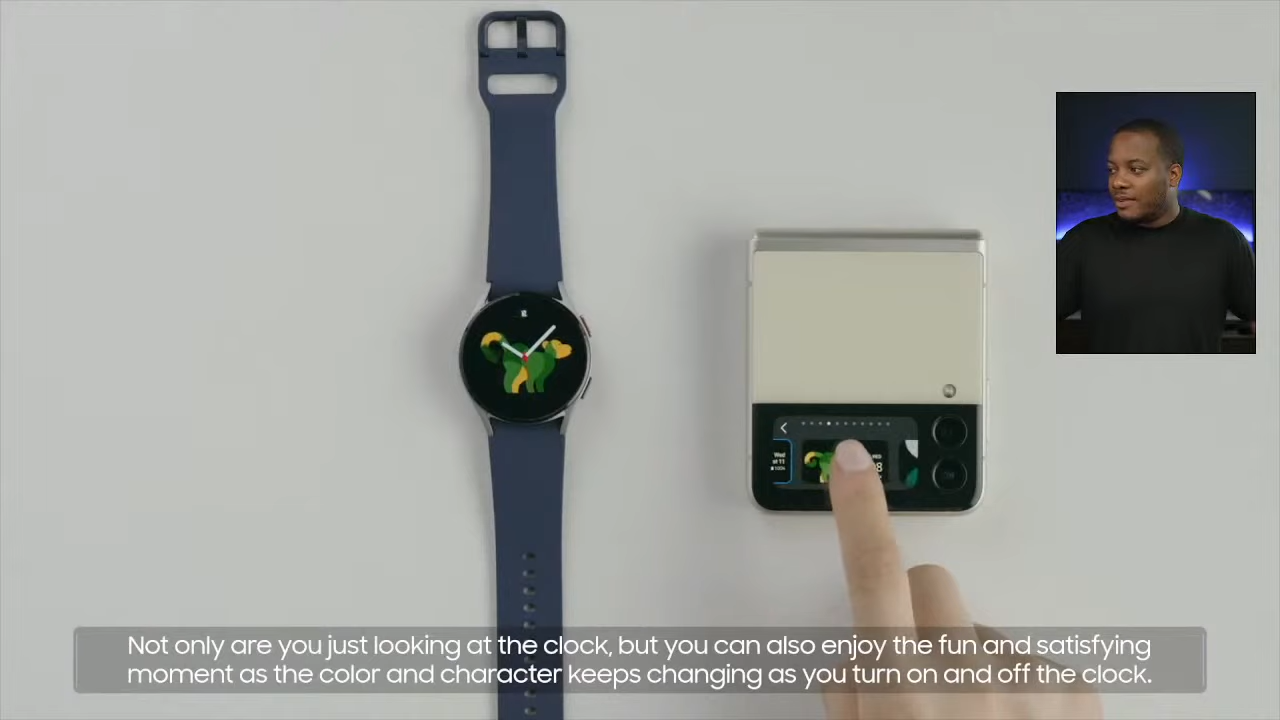 Wed
Not only are you just looking at the clock, but you can also enjoy the fun and satisfying
moment as the color and character keeps changing as you turn on and off the clock.